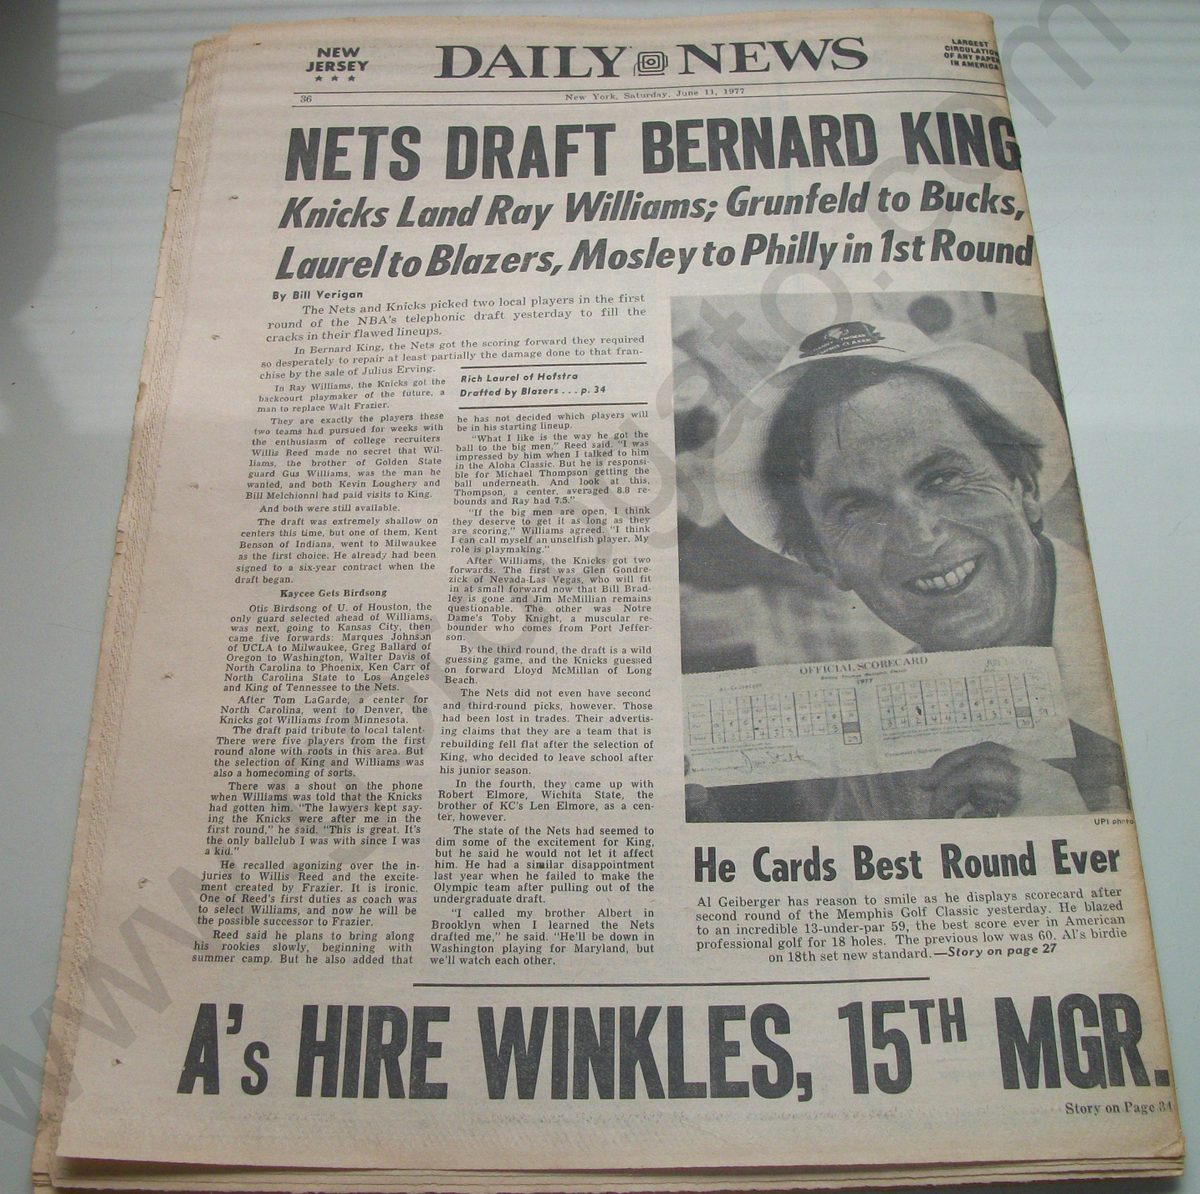 NEW
JERSEY
★ ★ ★
DAILY NEWS
LARGEST
CIRCULATION
OF ANY PAPER
IN AMERICA
36
New York, Saturday, June 11, 1977
NETS DRAFT BERNARD KING
Knicks Land Ray Williams; Grunfeld to Bucks,
Laurel to Blazers, Mosley to Philly in 1st Round
By Bill Verigan
The Nets and Knicks picked two local players in the first
round of the NBA's telephonic draft yesterday to fill the
cracks in their flawed lineups.
In Bernard King, the Nets got the scoring forward they required
so desperately to repair at least partially the damage done to that fran-
chise by the sale of Julius Erving.
In Ray Williams, the Knicks got the
backcourt playmaker of the future, a
man to replace Walt Frazier.
They are exactly the players these
two teams had pursued for weeks with
the enthusiasm of college recruiters
Willis Reed made no secret that Wil-
liams, the brother of Golden State
guard Gus Williams, was the man he
wanted, and both Kevin Loughery and
Bill Melchionni had paid visits to King.
And both were still available.
The draft was extremely shallow on
centers this time, but one of them, Kent
Benson of Indiana, went to Milwaukee
as the first choice. He already had been
signed to a six-year contract when the
draft began.
Kaycee Gets Birdsong
Otis Birdsong of U. of Houston, the
only guard selected ahead of Williams,
was next, going to Kansas City, then
came five forwards: Marques Johnson
of UCLA to Milwaukee, Greg Ballard of
Oregon to Washington, Walter Davis of
North Carolina to Phoenix, Ken Carr of
North Carolina State to Los Angeles
and King of Tennessee to the Nets.
After Tom LaGarde, a center for
North Carolina, went to Denver, the
Knicks got Williams from Minnesota.
The draft paid tribute to local talent.
There were five players from the first
round alone with roots in this area. But
the selection of King and Williams was
also a homecoming of sorts.
There was a shout on the phone
when Williams was told that the Knicks
had gotten him. "The lawyers kept say-
ing the Knicks were after me in the
first round," he said. "This is great. It's
the only ballclub I was with since I was
a kid."
He recalled agonizing over the in-
juries to Willis Reed and the excite-
ment created by Frazier. It is ironic.
One of Reed's first duties as coach was
to select Williams, and now he will be
the possible successor to Frazier.
Reed said he plans to bring along
his rookies slowly, beginning with
summer camp. But he also added that
Rich Laurel of Hofstra
Drafted by Blazers . . . p. 34
he has not decided which players will
be in his starting lineup.
"What I like is the way he got the
ball to the big men," Reed said. "I was
impressed by him when I talked to him
in the Aloha Classic. But he is responsi-
ble for Michael Thompson getting the
ball underneath. And look at this,
Thompson, a center, averaged 8.8 re-
bounds and Ray had 7.5."
"If the big men are open, I think
they deserve to get it as long as they
are scoring," Williams agreed. "I think
I can call myself an unselfish player. My
role is playmaking."
After Williams, the Knicks got two
forwards. The first was Glen Gondre-
zick of Nevada-Las Vegas, who will fit
in at small forward now that Bill Brad-
ley is gone and Jim McMillian remains
questionable. The other was Notre
Dame's Toby Knight, a muscular re-
bounder who comes from Port Jeffer-
son.
By the third round, the draft is a wild
guessing game, and the Knicks guessed
on forward Lloyd McMillan of Long
Beach.
The Nets did not even have second
and third-round picks, however. Those
had been lost in trades. Their advertis-
ing claims that they are a team that is
rebuilding fell flat after the selection of
King, who decided to leave school after
his junior season.
In the fourth, they came up with
Robert Elmore, Wichita State, the
brother of KC's Len Elmore, as a cen-
ter, however.
The state of the Nets had seemed to
dim some of the excitement for King,
but he said he would not let it affect
him. He had a similar disappointment
last year when he failed to make the
Olympic team after pulling out of the
undergraduate draft.
"I called my brother Albert in
Brooklyn when I learned the Nets
drafted me," he said. "He'll be down in
Washington playing for Maryland, but
we'll watch each other.
OFFICIAL SCORECARD
1977
Al Geiberger
59
UPI photo
He Cards Best Round Ever
Al Geiberger has reason to smile as he displays scorecard after
second round of the Memphis Golf Classic yesterday. He blazed
to an incredible 13-under-par 59, the best score ever in American
professional golf for 18 holes. The previous low was 60. Al's birdie
on 18th set new standard.—Story on page 27
A's HIRE WINKLES, 15TH MGR.
Story on Page 34